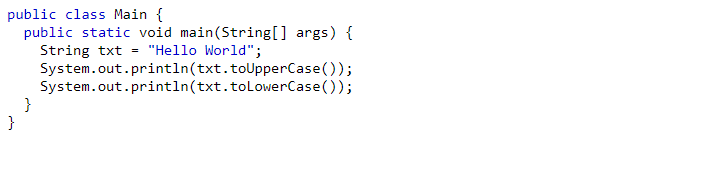 public class Main {
  public static void main(String[] args) {
    String txt = "Hello World";
    System.out.println(txt.toUpperCase());
    System.out.println(txt.toLowerCase());
  }
}